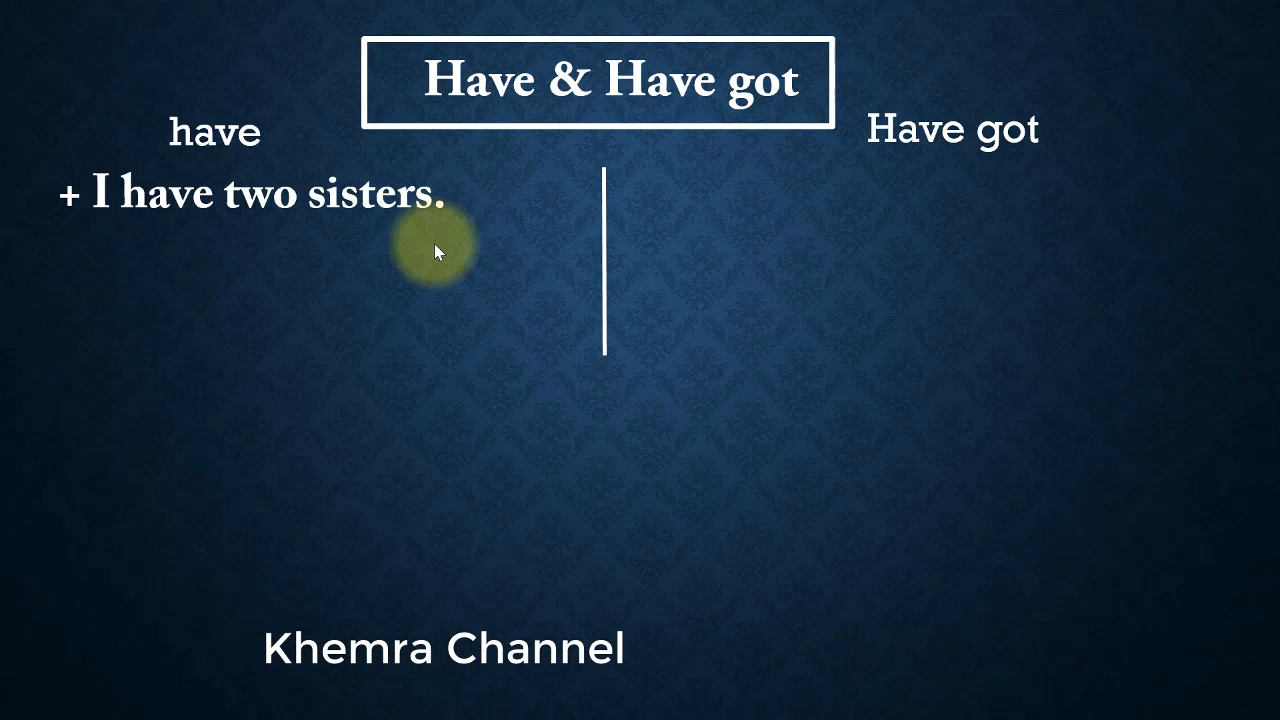 Have & Have got
have
Have got
+ I have two sisters.
Khemra Channel